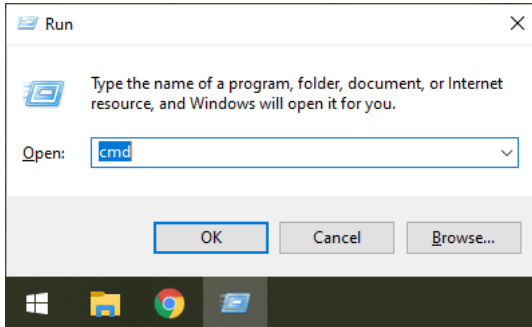 Run
Type the name of a program, folder, document, or Internet
resource, and Windows will open it for you.
Open: cmd
OK Cancel Browse...